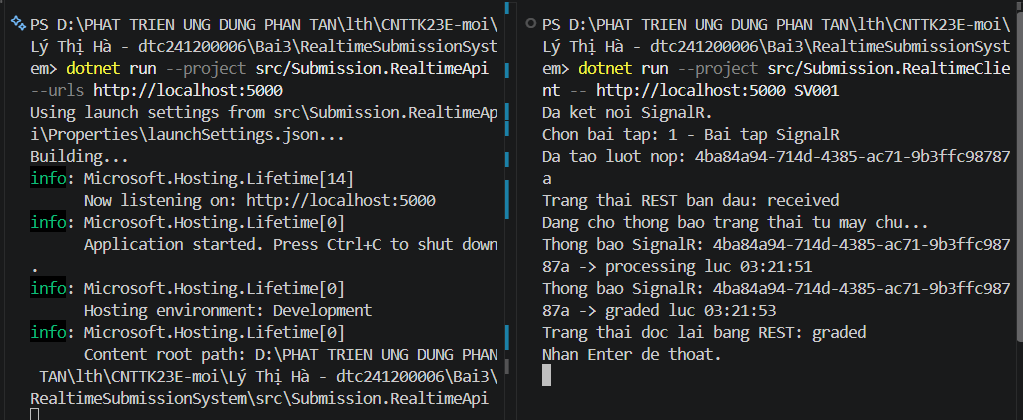 PS D:\PHAT TRIEN UNG DUNG PHAN TAN\lth\CNTTK23E-moi\
Lý Thị Hà - dtc241200006\Bai3\RealtimeSubmissionSyst
em> dotnet run --project src/Submission.RealtimeApi
--urls http://localhost:5000
Using launch settings from src\Submission.RealtimeAp
i\Properties\launchSettings.json...
Building...
info: Microsoft.Hosting.Lifetime[14]
Now listening on: http://localhost:5000
info: Microsoft.Hosting.Lifetime[0]
Application started. Press Ctrl+C to shut down
.
info: Microsoft.Hosting.Lifetime[0]
Hosting environment: Development
info: Microsoft.Hosting.Lifetime[0]
Content root path: D:\PHAT TRIEN UNG DUNG PHAN
TAN\lth\CNTTK23E-moi\Lý Thị Hà - dtc241200006\Bai3\
RealtimeSubmissionSystem\src\Submission.RealtimeApi
PS D:\PHAT TRIEN UNG DUNG PHAN TAN\lth\CNTTK23E-moi\
Lý Thị Hà - dtc241200006\Bai3\RealtimeSubmissionSyst
em> dotnet run --project src/Submission.RealtimeClie
nt -- http://localhost:5000 SV001
Da ket noi SignalR.
Chon bai tap: 1 - Bai tap SignalR
Da tao luot nop: 4ba84a94-714d-4385-ac71-9b3ffc98787
a
Trang thai REST ban dau: received
Dang cho thong bao trang thai tu may chu...
Thong bao SignalR: 4ba84a94-714d-4385-ac71-9b3ffc987
87a -> processing luc 03:21:51
Thong bao SignalR: 4ba84a94-714d-4385-ac71-9b3ffc987
87a -> graded luc 03:21:53
Trang thai doc lai bang REST: graded
Nhan Enter de thoat.